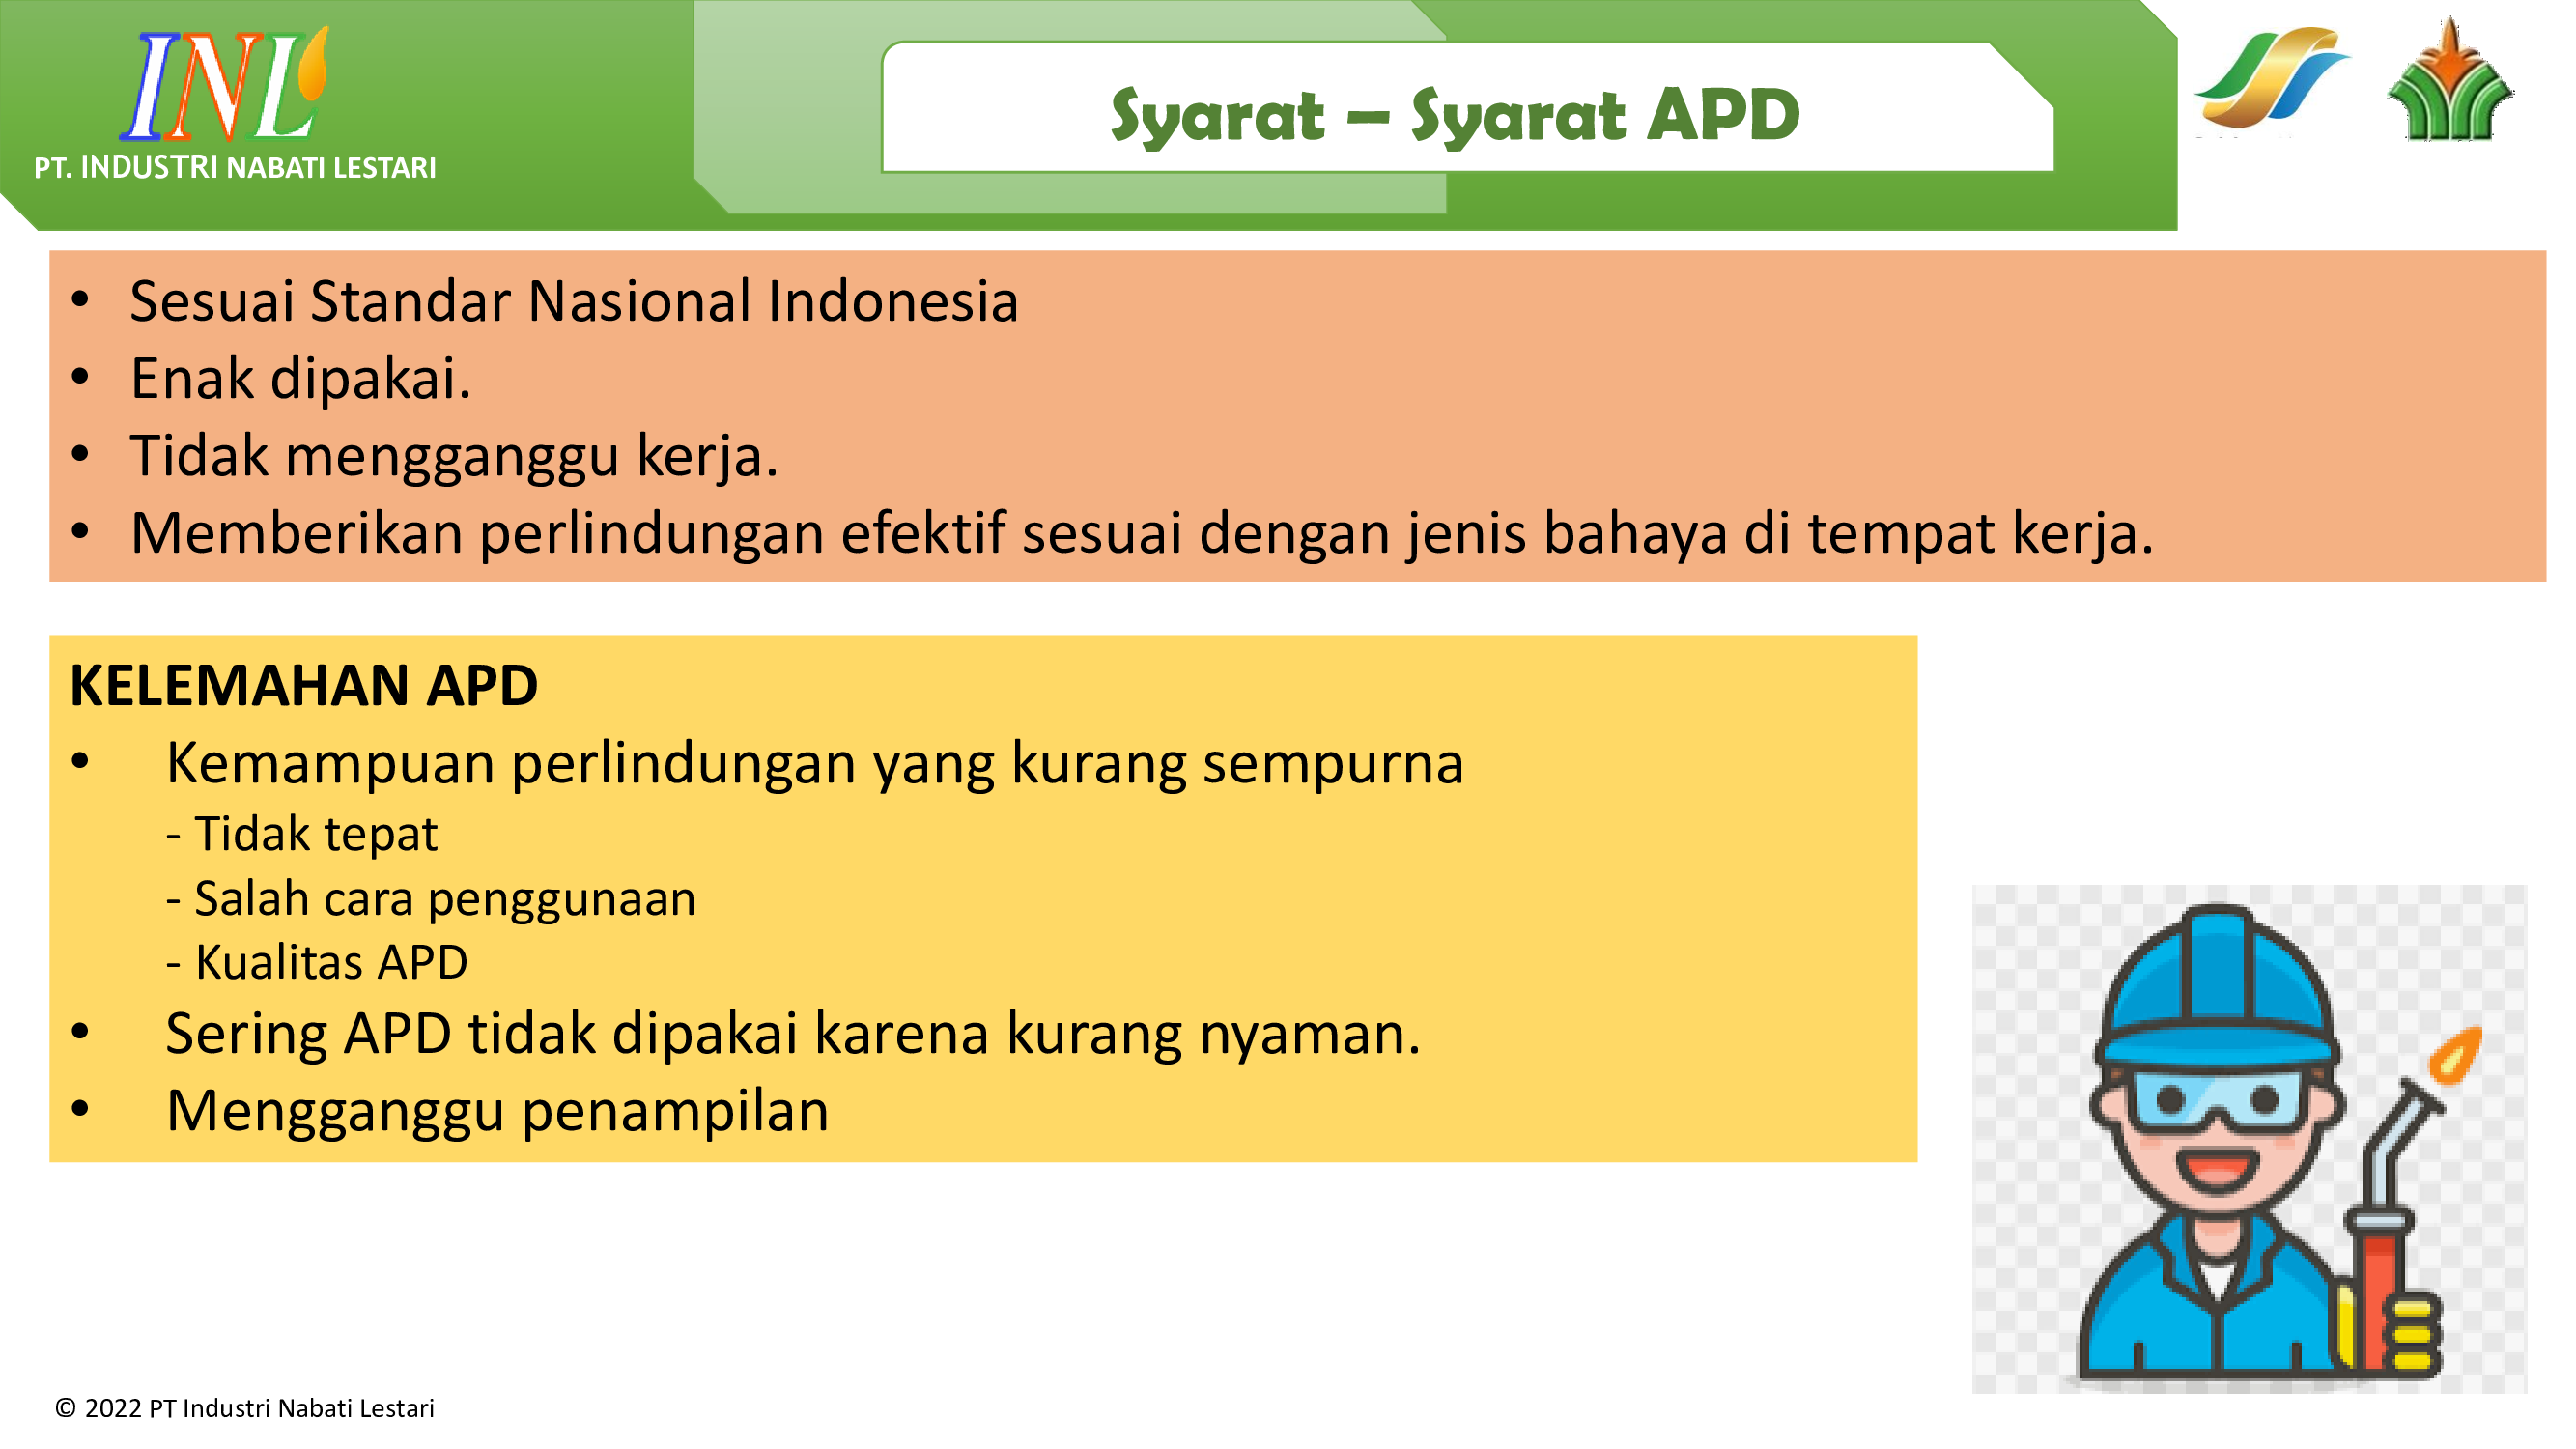 INL
PT. INDUSTRI NABATI LESTARI
Syarat – Syarat APD
• Sesuai Standar Nasional Indonesia
• Enak dipakai.
• Tidak mengganggu kerja.
• Memberikan perlindungan efektif sesuai dengan jenis bahaya di tempat kerja.
KELEMAHAN APD
• Kemampuan perlindungan yang kurang sempurna
- Tidak tepat
- Salah cara penggunaan
- Kualitas APD
• Sering APD tidak dipakai karena kurang nyaman.
• Mengganggu penampilan
© 2022 PT Industri Nabati Lestari